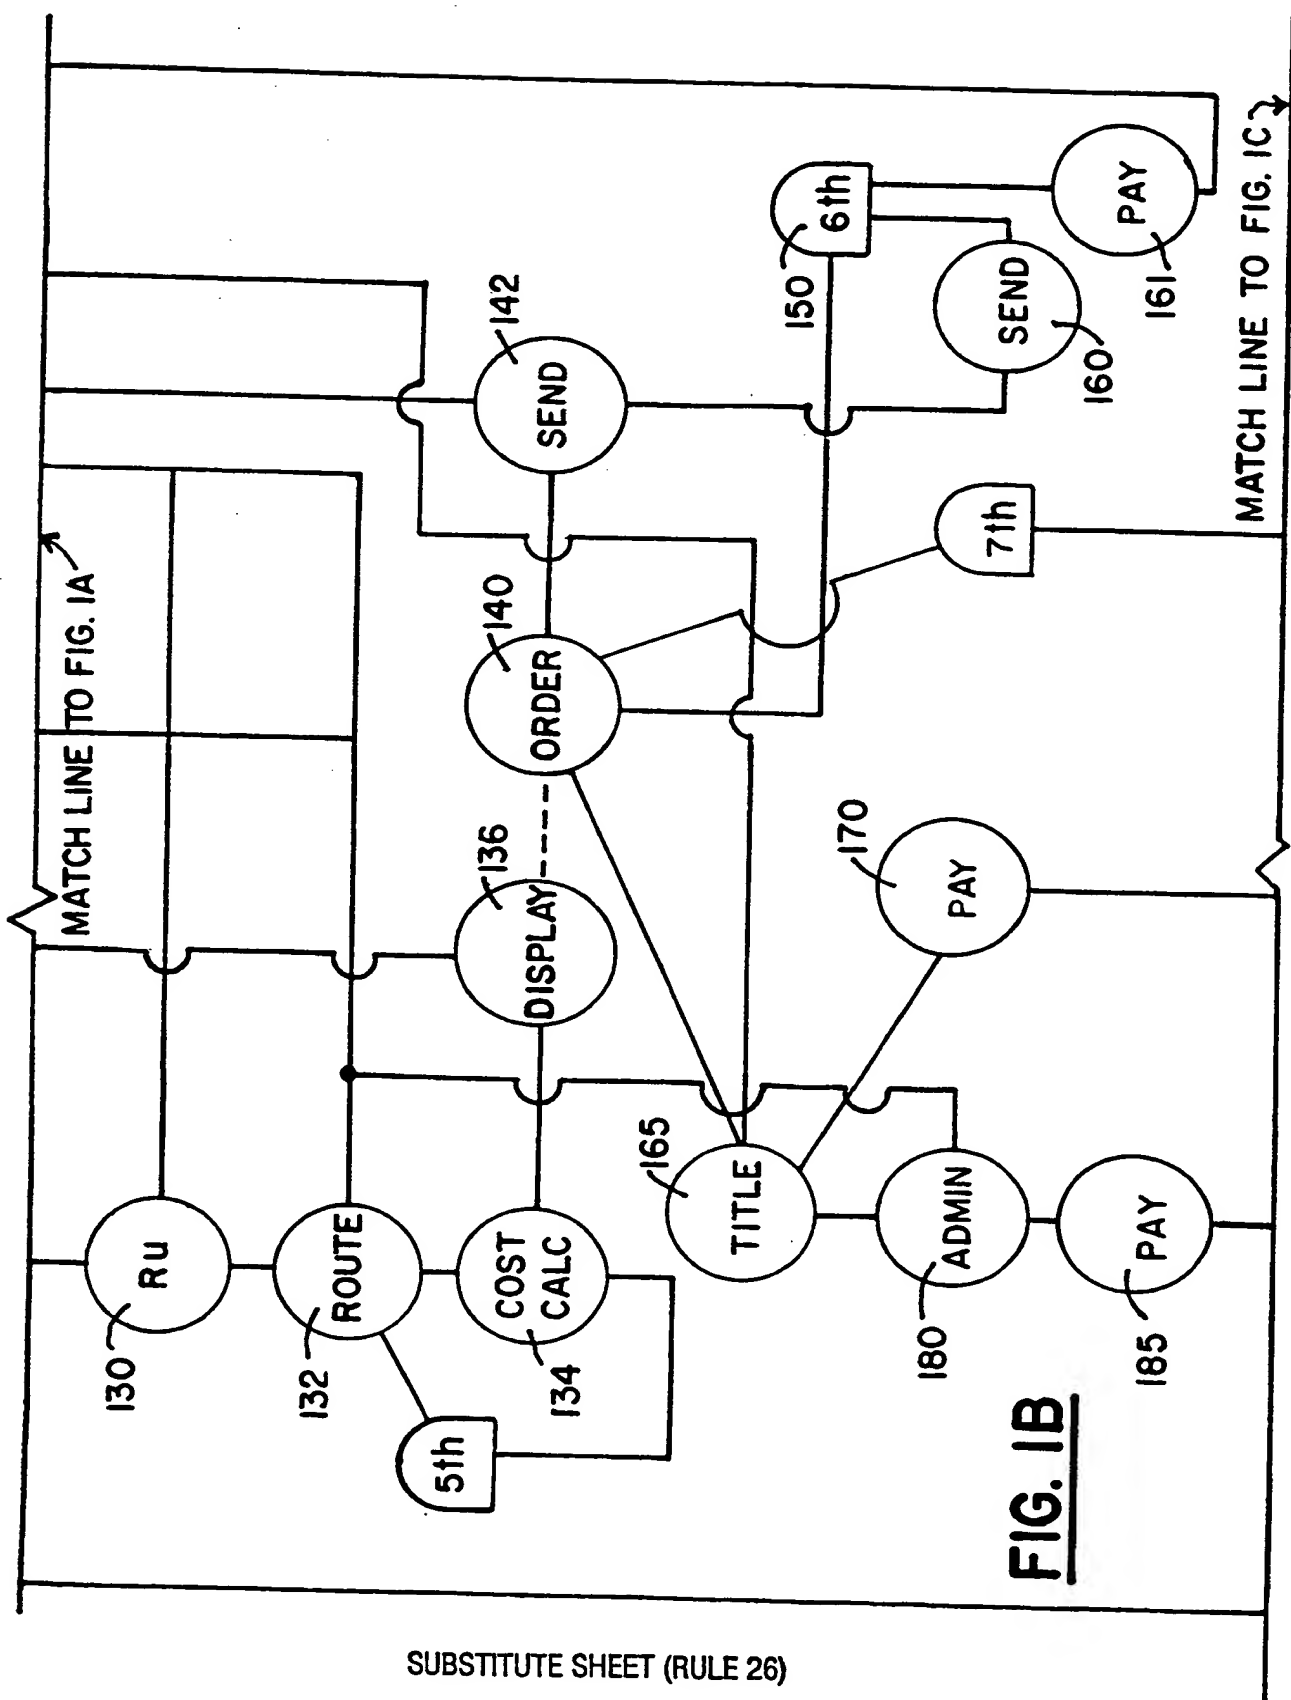 MATCH LINE TO FIG. 1A
130
Ru
132
ROUTE
5th
134
COST
CALC
136
DISPLAY
140
ORDER
142
SEND
165
TITLE
150
6th
160
SEND
161
PAY
7th
170
PAY
180
ADMIN
185
PAY
MATCH LINE TO FIG. 1C
FIG. 1B
SUBSTITUTE SHEET (RULE 26)